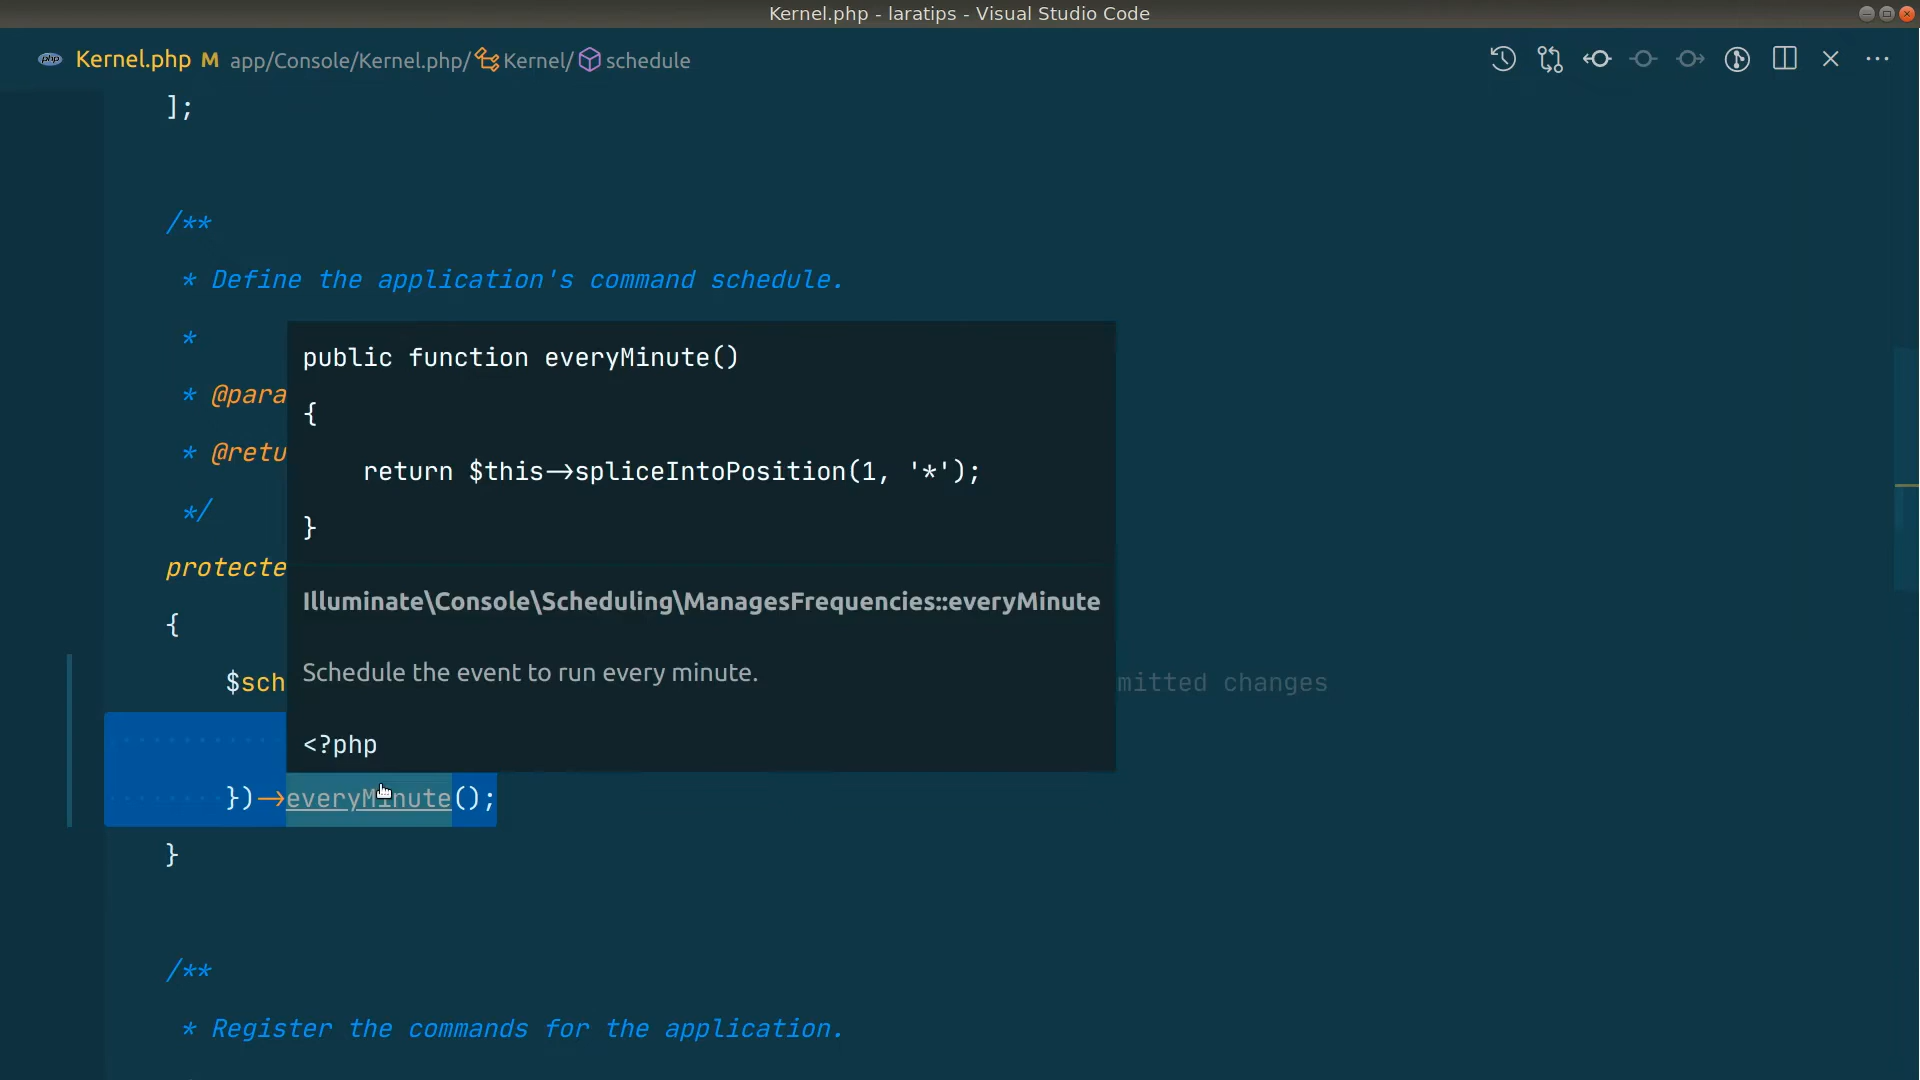 Kernel.php - laratips - Visual Studio Code
php Kernel.php M app/Console/Kernel.php/ Kernel/ schedule
];
/**
* Define the application's command schedule.
*
public function everyMinute()
* @para
{
* @retu
return $this->spliceIntoPosition(1, '*');
*/
}
protecte
Illuminate\Console\Scheduling\ManagesFrequencies::everyMinute
{
Schedule the event to run every minute.
$sch
mitted changes
<?php
})->everyMinute();
}
/**
* Register the commands for the application.